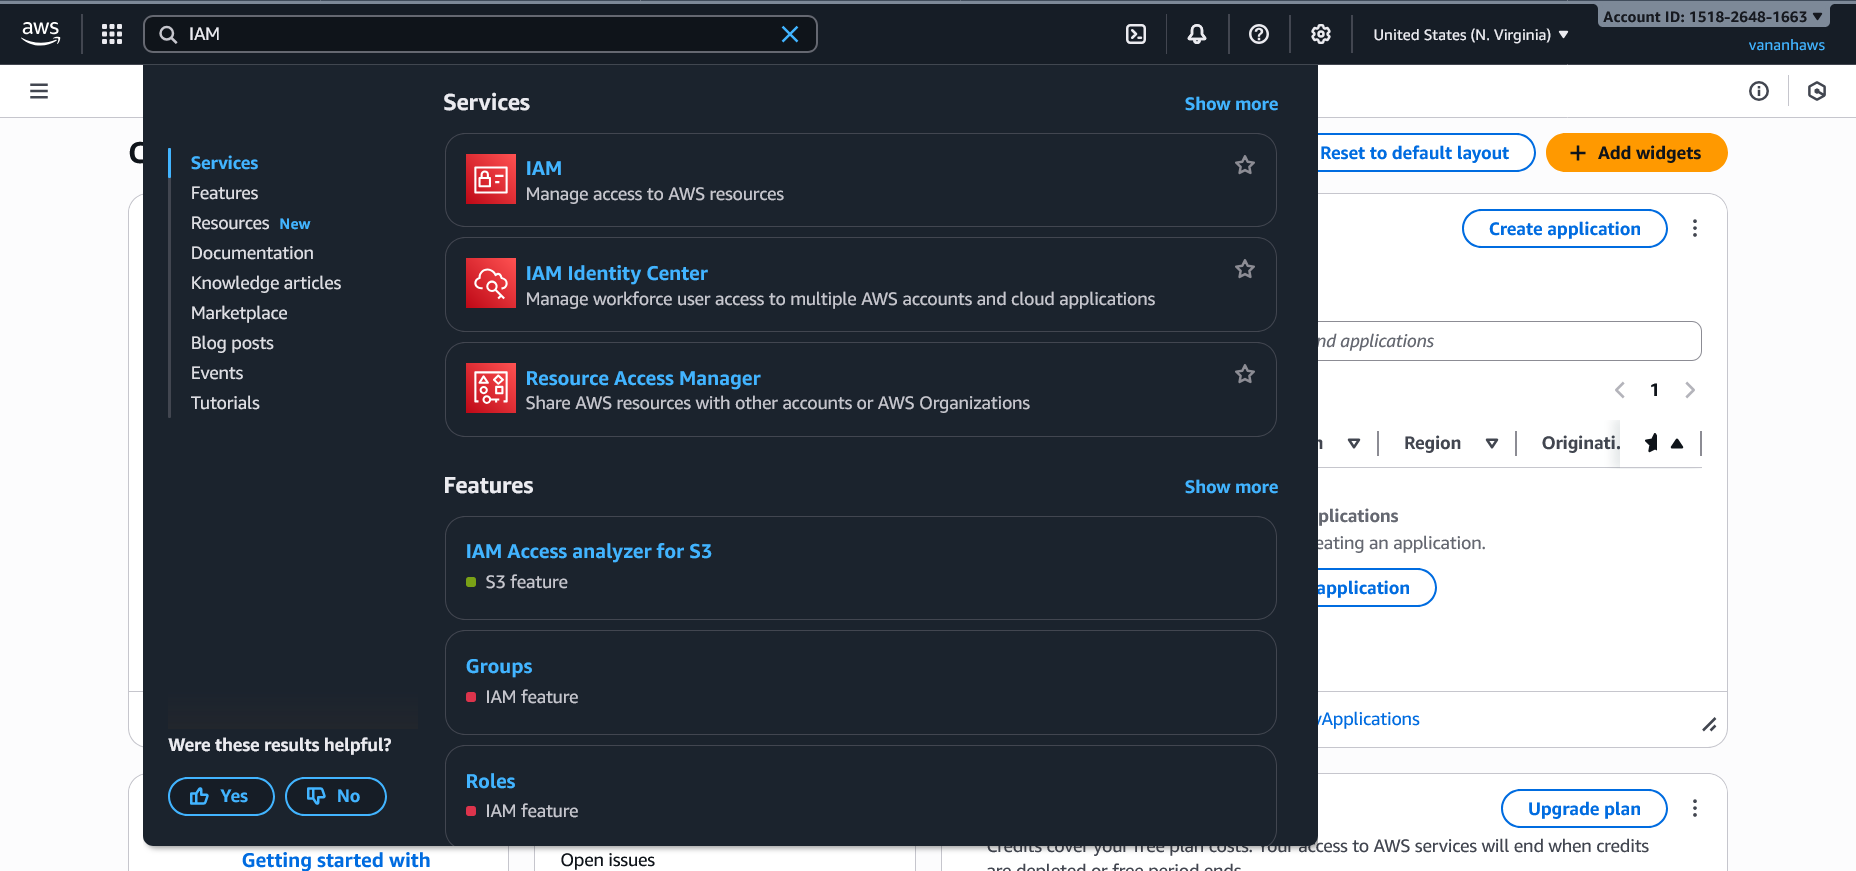 aws
IAM
United States (N. Virginia)
Account ID: 1518-2648-1663
vananhaws
Services
Features
Resources New
Documentation
Knowledge articles
Marketplace
Blog posts
Events
Tutorials
Were these results helpful?
Yes
No
Services
Show more
IAM
Manage access to AWS resources
IAM Identity Center
Manage workforce user access to multiple AWS accounts and cloud applications
Resource Access Manager
Share AWS resources with other accounts or AWS Organizations
Features
Show more
IAM Access analyzer for S3
S3 feature
Groups
IAM feature
Roles
IAM feature
Reset to default layout
+ Add widgets
Create application
nd applications
1
Region
Originati.
plications
eating an application.
application
yApplications
Upgrade plan
Credits cover your free plan costs. Your access to AWS services will end when credits
are depleted or free period ends.
Getting started with
Open issues